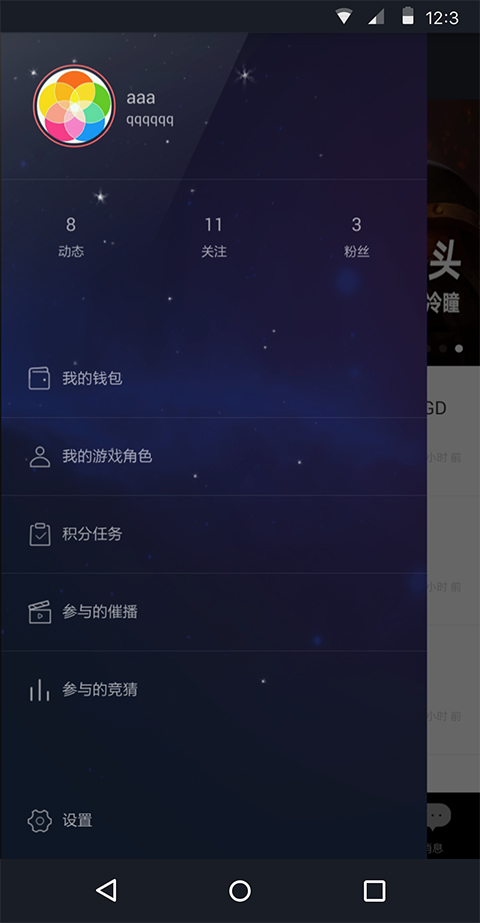 12:3
aaa
qqqqqq
8
动态
11
关注
3
粉丝
头
冷瞳
我的钱包
GD
我的游戏角色
小时前
积分任务
小时前
参与的催播
参与的竞猜
小时前
设置
消息